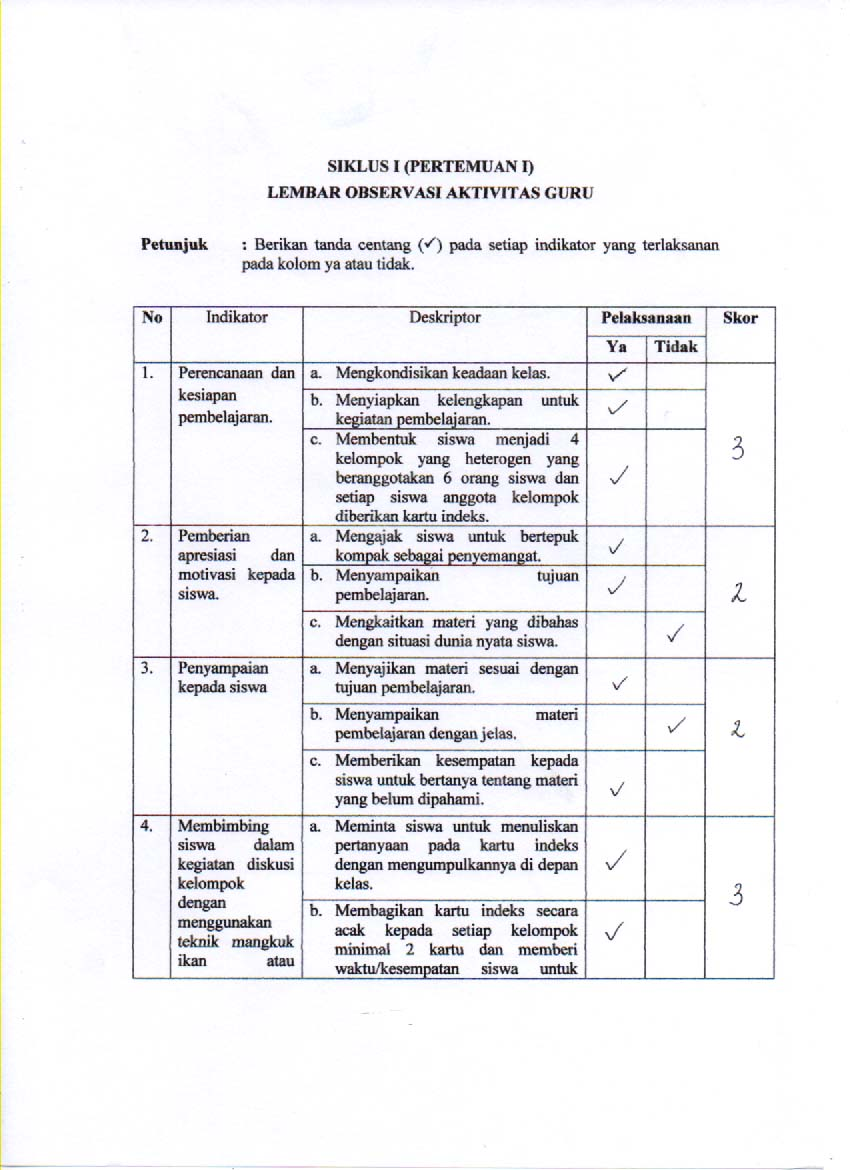 SIKLUS I (PERTEMUAN I)
LEMBAR OBSERVASI AKTIVITAS GURU
Petunjuk : Berikan tanda centang (✓) pada setiap indikator yang terlaksanan
pada kolom ya atau tidak.
No Indikator Deskriptor Pelaksanaan Skor
Ya Tidak
1. Perencanaan dan
kesiapan
pembelajaran.
a. Mengkondisikan keadaan kelas. ✓
b. Menyiapkan kelengkapan untuk
kegiatan pembelajaran. ✓
c. Membentuk siswa menjadi 4
kelompok yang heterogen yang
beranggotakan 6 orang siswa dan
setiap siswa anggota kelompok
diberikan kartu indeks. ✓
3
2. Pemberian
apresiasi dan
motivasi kepada
siswa.
a. Mengajak siswa untuk bertepuk
kompak sebagai penyemangat. ✓
b. Menyampaikan tujuan
pembelajaran. ✓
c. Mengkaitkan materi yang dibahas
dengan situasi dunia nyata siswa. ✓
2
3. Penyampaian
kepada siswa
a. Menyajikan materi sesuai dengan
tujuan pembelajaran. ✓
b. Menyampaikan materi
pembelajaran dengan jelas. ✓
c. Memberikan kesempatan kepada
siswa untuk bertanya tentang materi
yang belum dipahami. ✓
2
4. Membimbing
siswa dalam
kegiatan diskusi
kelompok
dengan
menggunakan
teknik mangkuk
ikan atau
a. Meminta siswa untuk menuliskan
pertanyaan pada kartu indeks
dengan mengumpulkannya di depan
kelas. ✓
b. Membagikan kartu indeks secara
acak kepada setiap kelompok
minimal 2 kartu dan memberi
waktu/kesempatan siswa untuk ✓
3